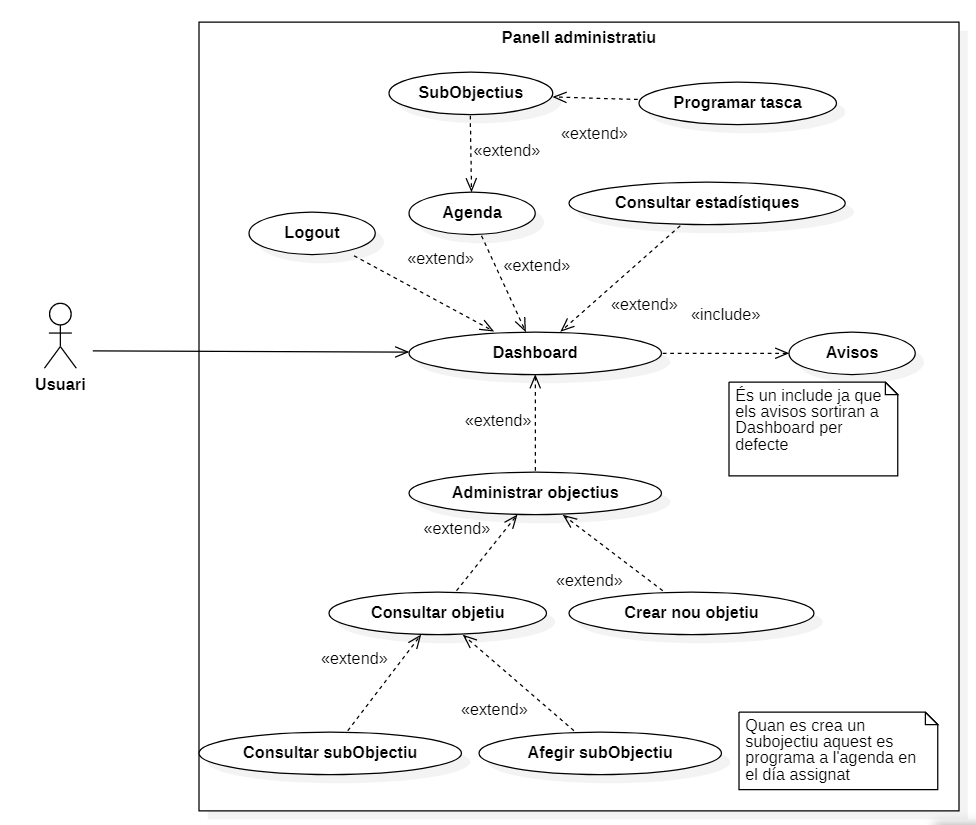 Panell administratiu
SubObjectius
Programar tasca
«extend»
«extend»
Consultar estadístiques
Agenda
Logout
«extend»
«extend»
«extend»
«include»
Dashboard
Avisos
Usuari
És un include ja que
els avisos sortiran a
Dashboard per
defecte
«extend»
Administrar objectius
«extend»
«extend»
Consultar objetiu
Crear nou objetiu
«extend»
«extend»
Consultar subObjectiu
Afegir subObjectiu
Quan es crea un
subojectiu aquest es
programa a l'agenda en
el día assignat